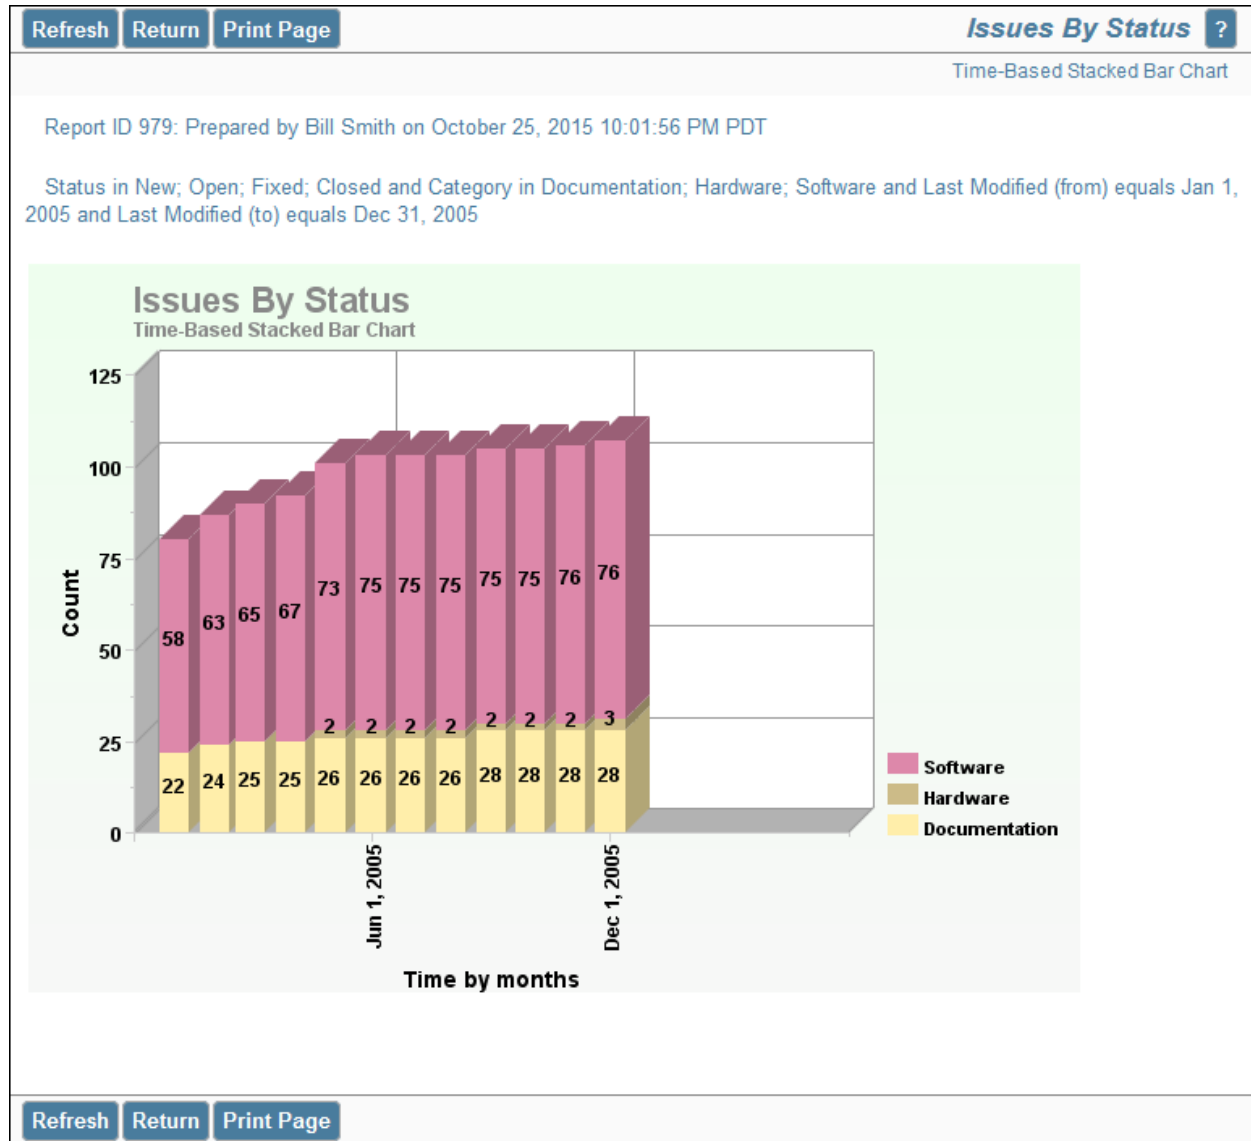 Refresh Return Print Page Issues By Status ?
Time-Based Stacked Bar Chart
Report ID 979: Prepared by Bill Smith on October 25, 2015 10:01:56 PM PDT
Status in New; Open; Fixed; Closed and Category in Documentation; Hardware; Software and Last Modified (from) equals Jan 1,
2005 and Last Modified (to) equals Dec 31, 2005
Issues By Status
Time-Based Stacked Bar Chart
125
100
75
50
25
0
Count
58 63 65 67 73 75 75 75 75 75 76 76
2 2 2 2 2 2 2 3
22 24 25 25 26 26 26 26 28 28 28 28
Software
Hardware
Documentation
Jun 1, 2005
Dec 1, 2005
Time by months
Refresh Return Print Page